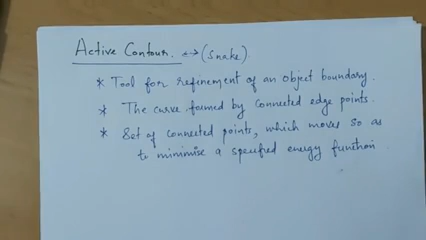 Active Contour. ↔ (Snake).
* Tool for refinement of an object boundary.
* The curve formed by connected edge points.
* Set of connected points, which moves so as
to minimise a specified energy function